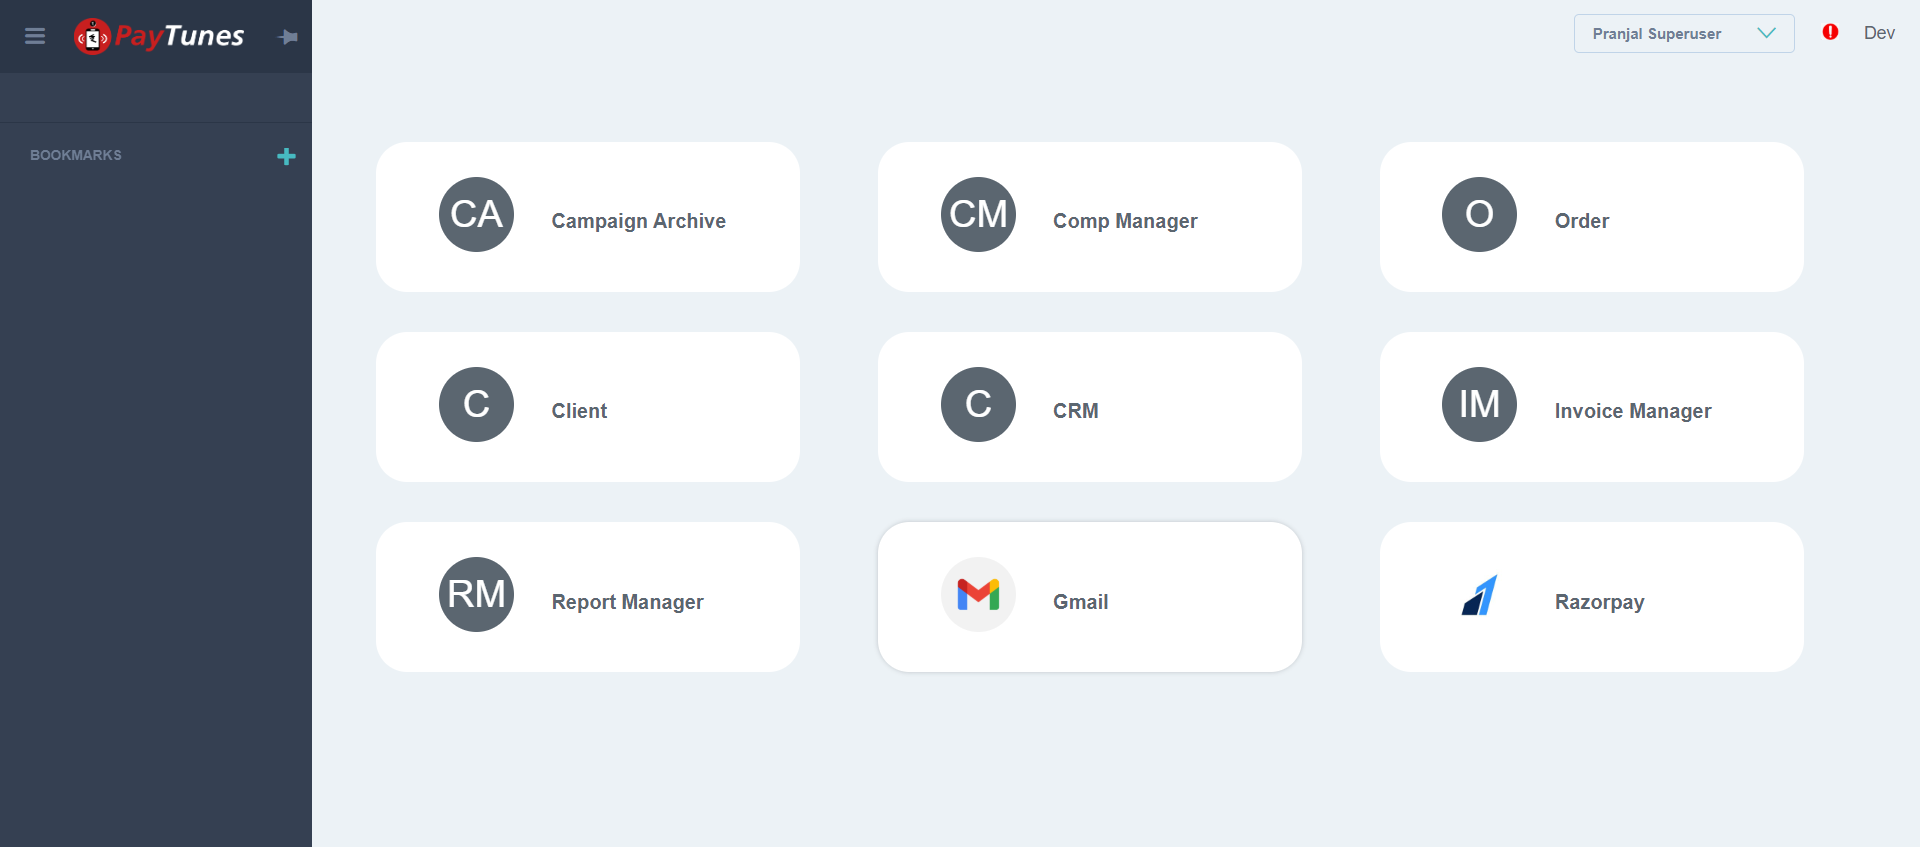 PayTunes
Pranjal Superuser
Dev
BOOKMARKS
CA
Campaign Archive
CM
Comp Manager
O
Order
C
Client
C
CRM
IM
Invoice Manager
RM
Report Manager
Gmail
Razorpay